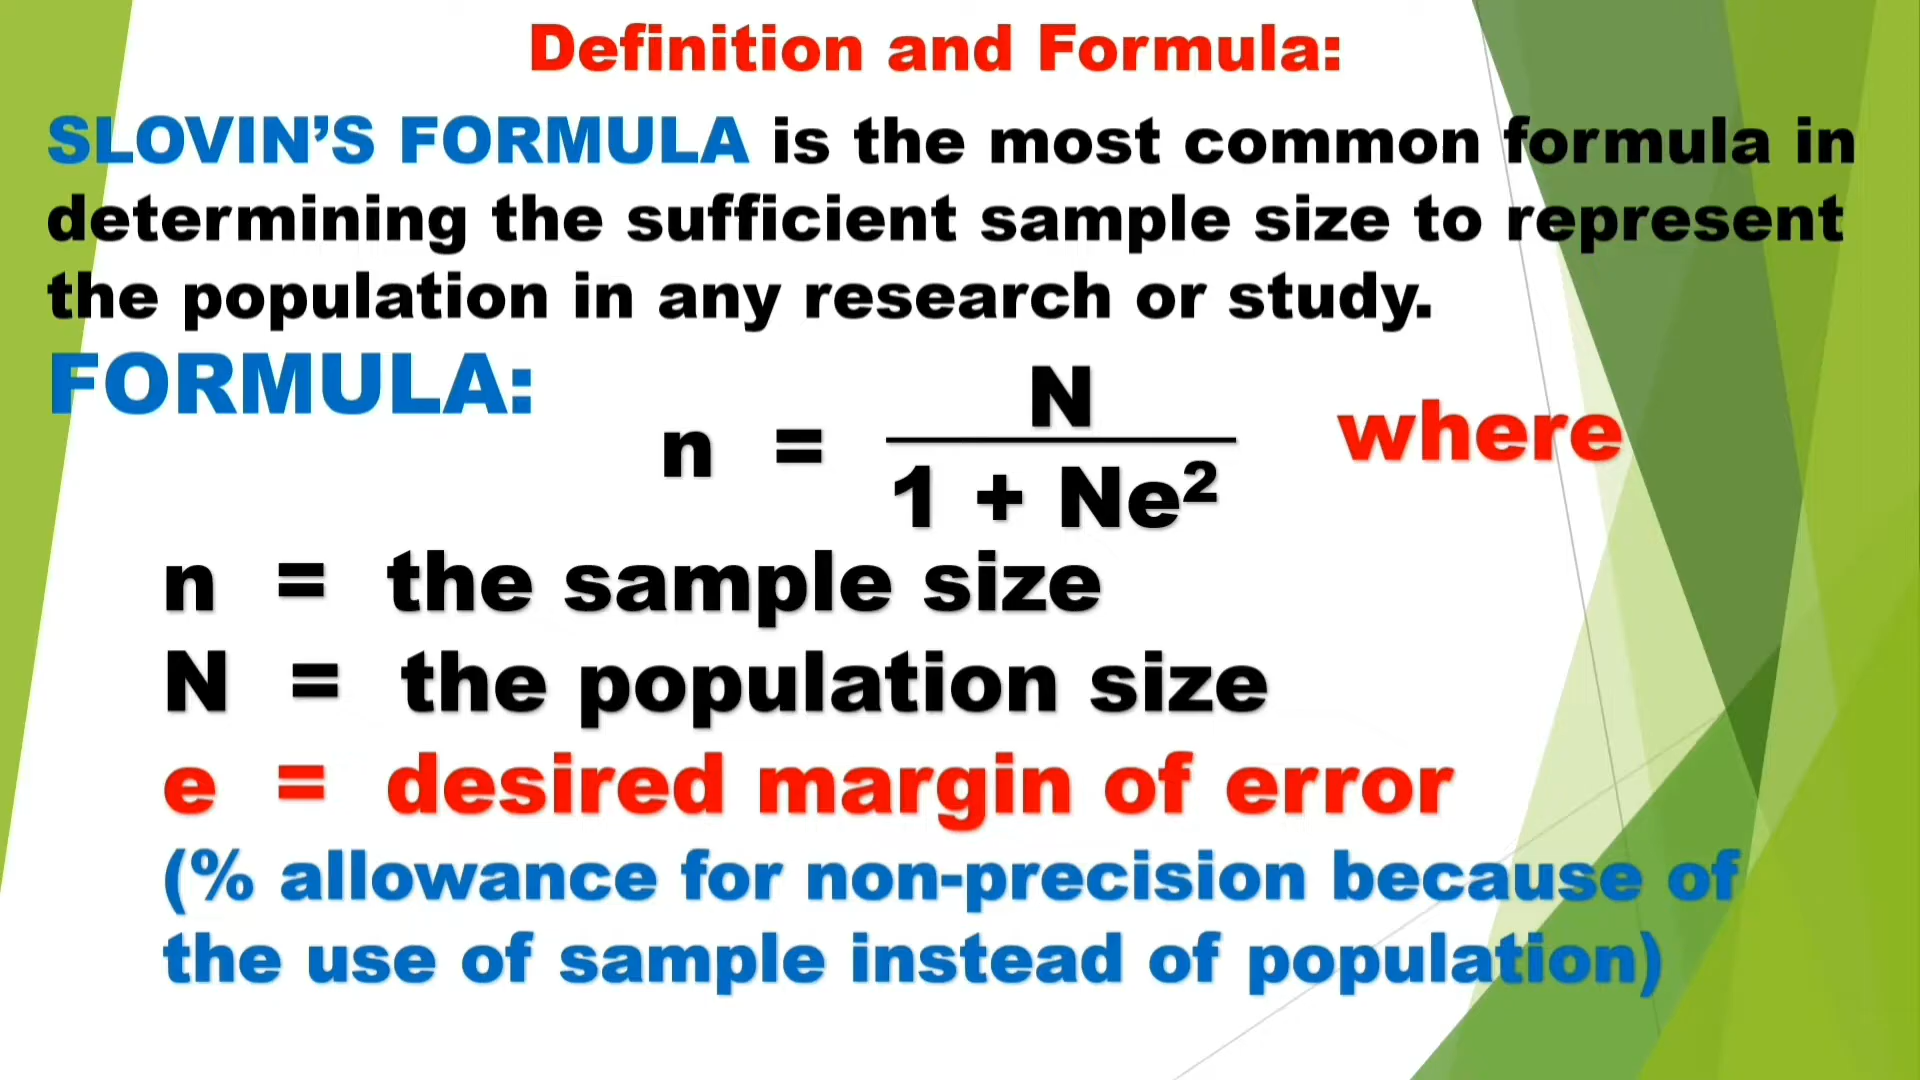 Definition and Formula:
SLOVIN’S FORMULA is the most common formula in
determining the sufficient sample size to represent
the population in any research or study.
FORMULA:
n = N / 1 + Ne² where
n = the sample size
N = the population size
e = desired margin of error
(% allowance for non-precision because of
the use of sample instead of population)